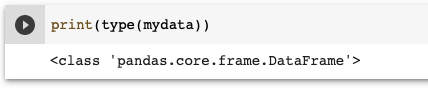 print(type(mydata))
<class 'pandas.core.frame.DataFrame'>